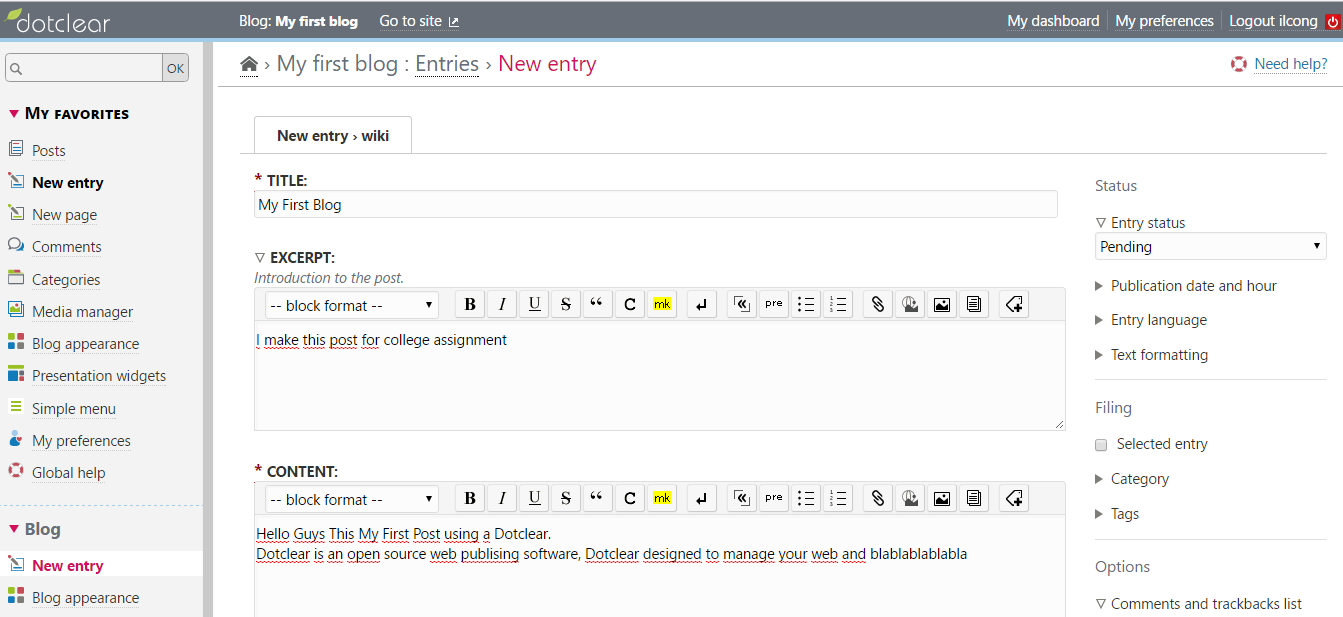 dotclear Blog: My first blog Go to site My dashboard My preferences Logout ilcong
OK
My first blog : Entries › New entry
Need help?
My favorites
Posts
New entry
New page
Comments
Categories
Media manager
Blog appearance
Presentation widgets
Simple menu
My preferences
Global help
Blog
New entry
Blog appearance
New entry › wiki
* TITLE:
My First Blog
EXCERPT:
Introduction to the post.
-- block format -- B I U S “ C mk pre
I make this post for college assignment
* CONTENT:
-- block format -- B I U S “ C mk pre
Hello Guys This My First Post using a Dotclear.
Dotclear is an open source web publising software, Dotclear designed to manage your web and blablablablabla
Status
Entry status
Pending
Publication date and hour
Entry language
Text formatting
Filing
Selected entry
Category
Tags
Options
Comments and trackbacks list